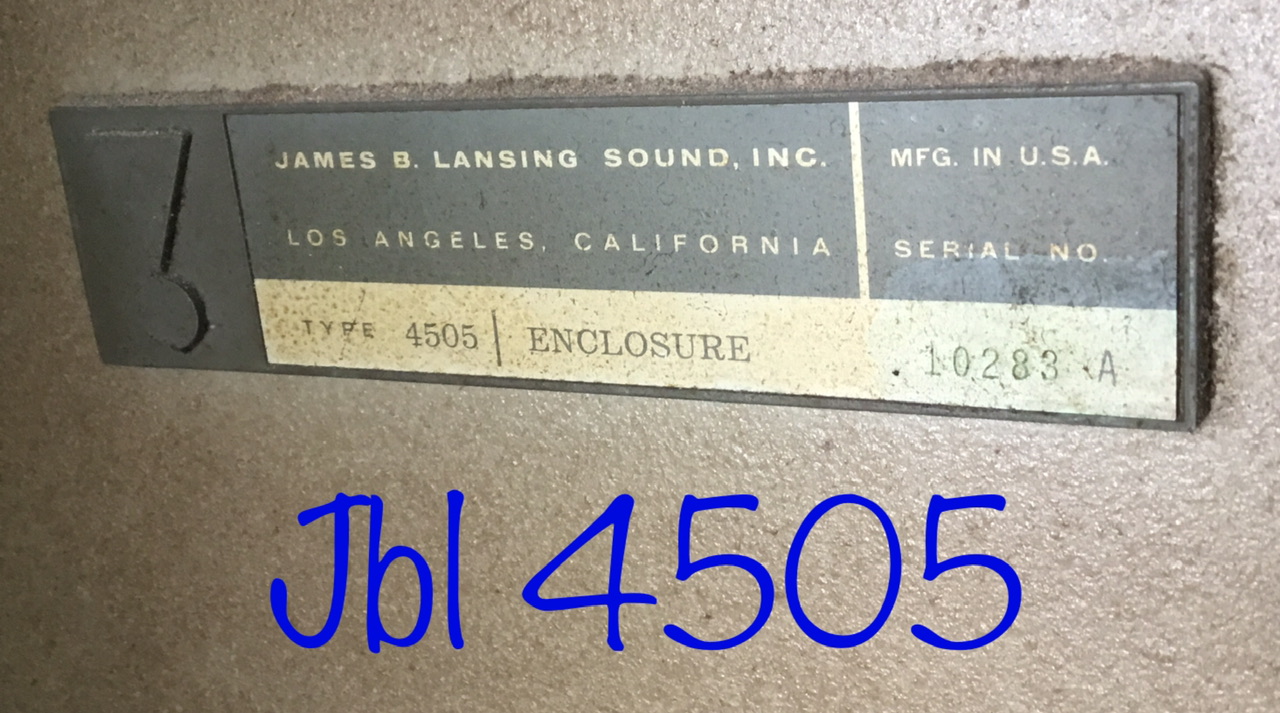 JAMES B. LANSING SOUND, INC.
LOS ANGELES, CALIFORNIA
MFG. IN U.S.A.
SERIAL NO.
TYPE 4505 | ENCLOSURE
10283 A
Jbl 4505